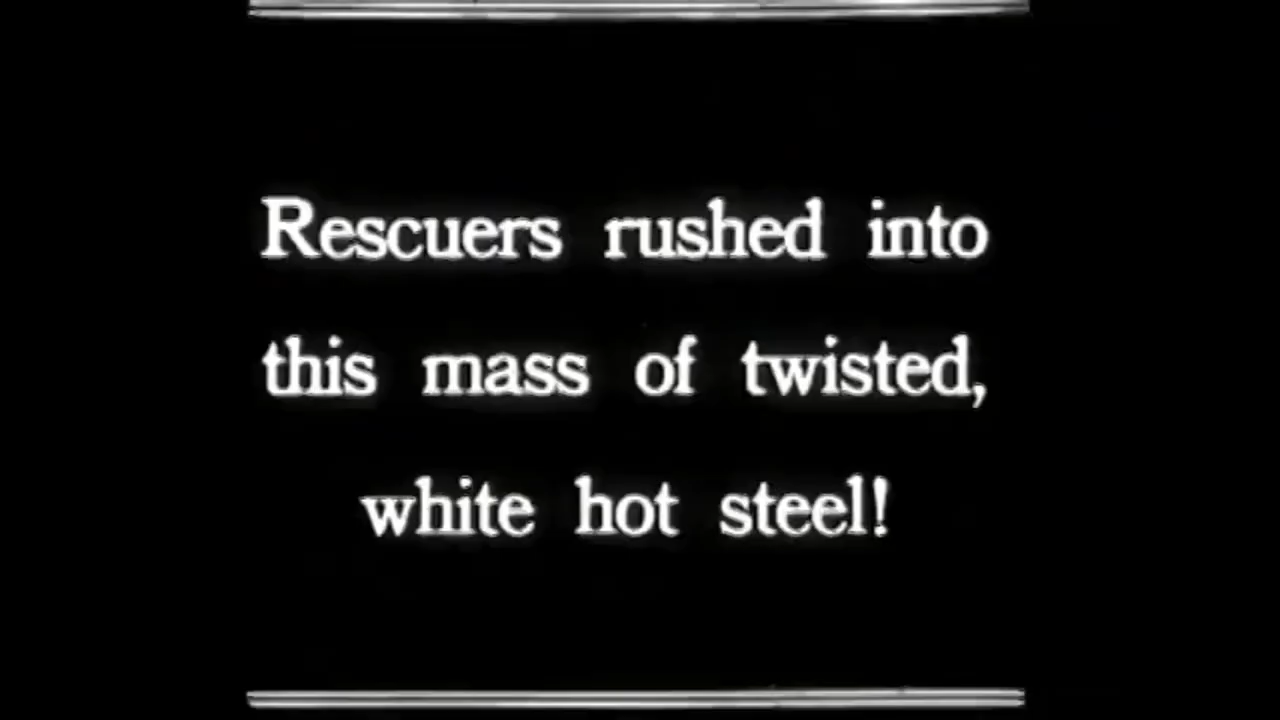 Rescuers rushed into
this mass of twisted,
white hot steel!